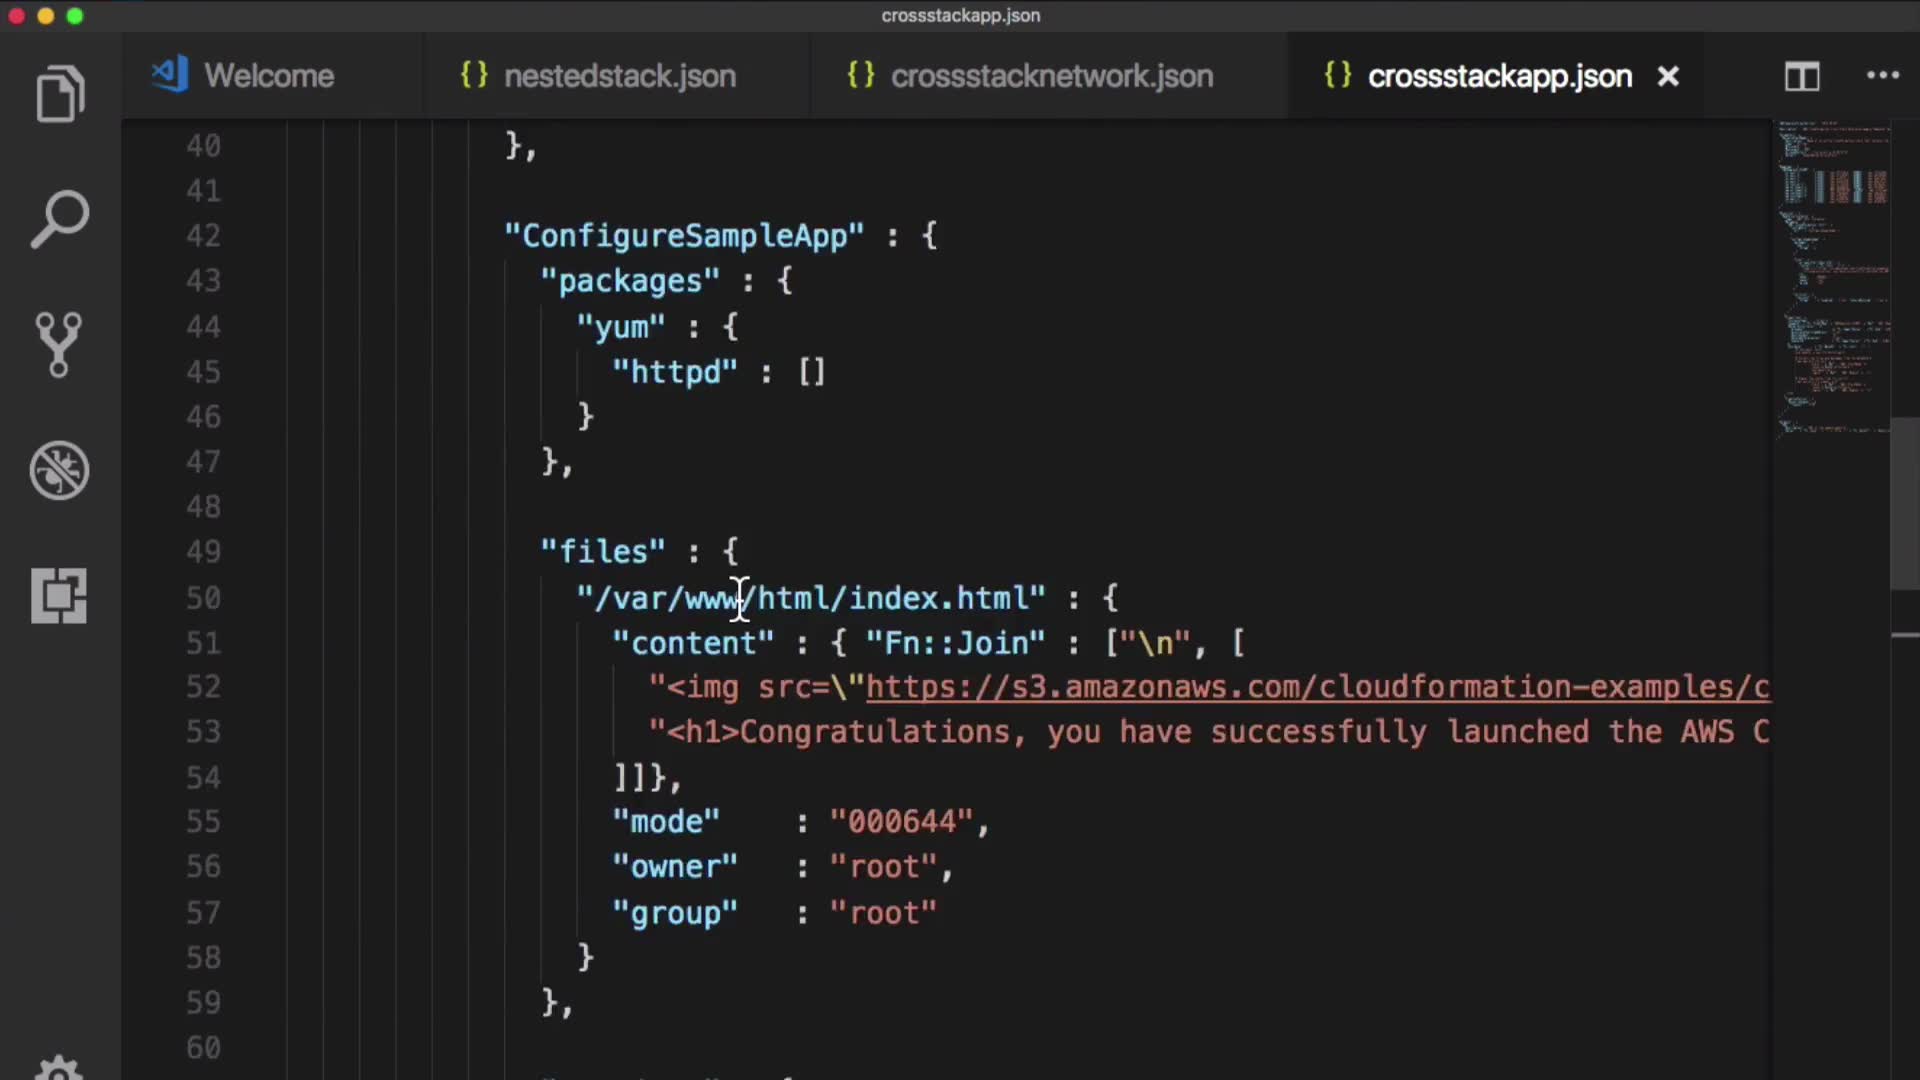 crossstackapp.json
Welcome
{} nestedstack.json
{} crossstacknetwork.json
{} crossstackapp.json
40 },
41
42 "ConfigureSampleApp" : {
43 "packages" : {
44 "yum" : {
45 "httpd" : []
46 }
47 },
48
49 "files" : {
50 "/var/www/html/index.html" : {
51 "content" : { "Fn::Join" : ["\n", [
52 "<img src=\"https://s3.amazonaws.com/cloudformation-examples/c
53 "<h1>Congratulations, you have successfully launched the AWS C
54 ]]},
55 "mode" : "000644",
56 "owner" : "root",
57 "group" : "root"
58 }
59 },
60